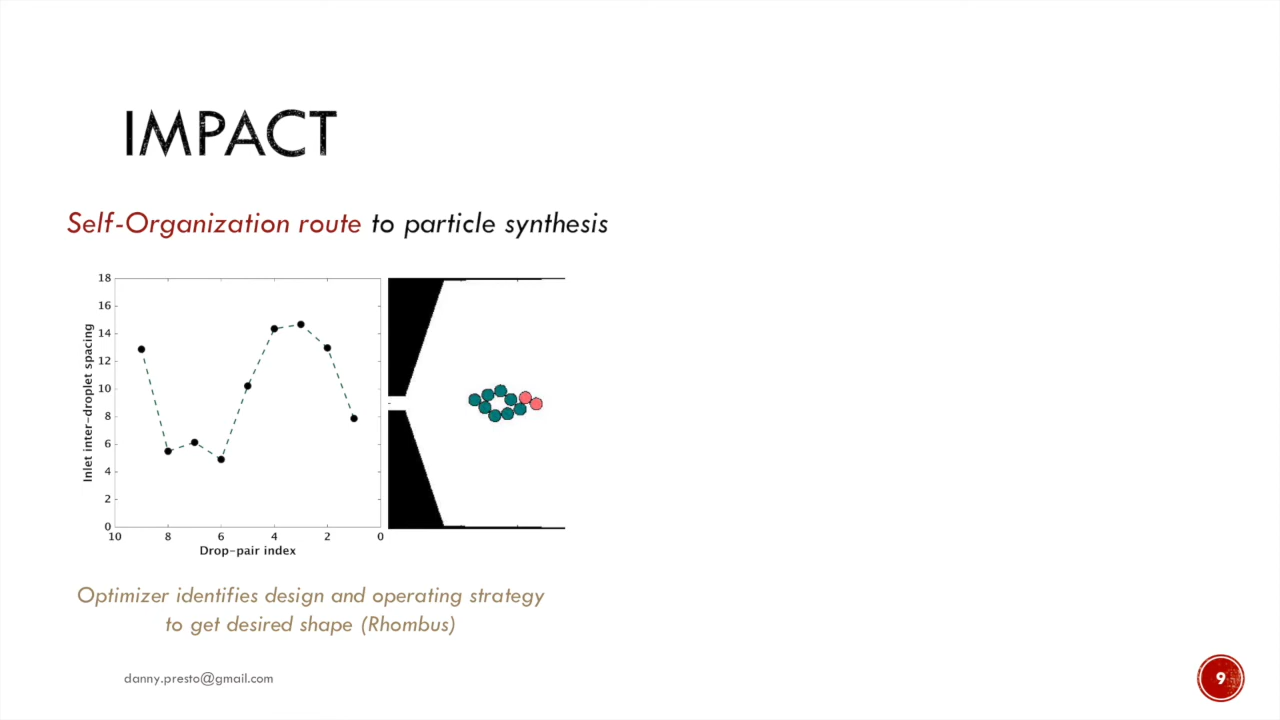 IMPACT
Self-Organization route to particle synthesis
Inlet inter-droplet spacing
18
16
14
12
10
8
6
4
2
0
10 8 6 4 2 0
Drop-pair index
Optimizer identifies design and operating strategy
to get desired shape (Rhombus)
danny.presto@gmail.com
9